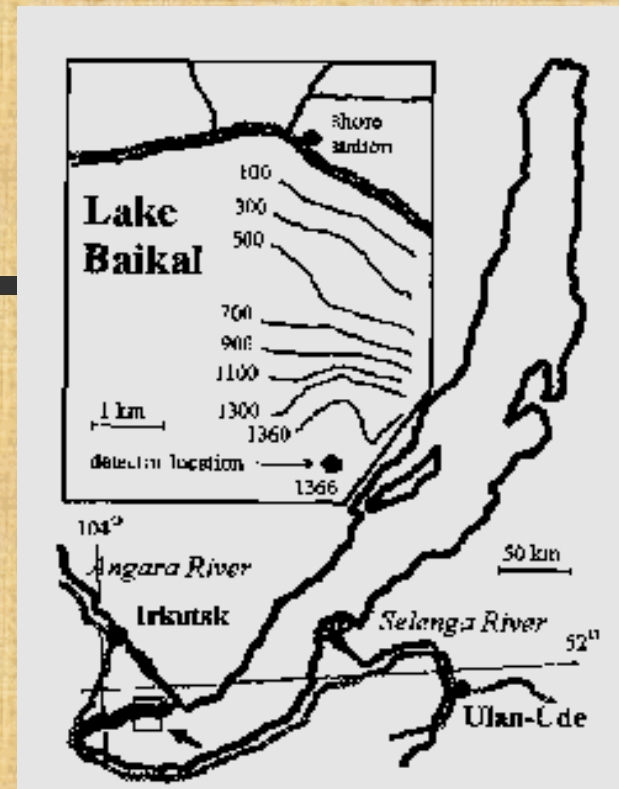 Shore
station
100
Lake
Baikal
300
500
700
900
1100
1 km
1300
1360
detector location
1366
104°
Angara River
50 km
Irkutsk
Selenga River
52°
Ulan-Ude